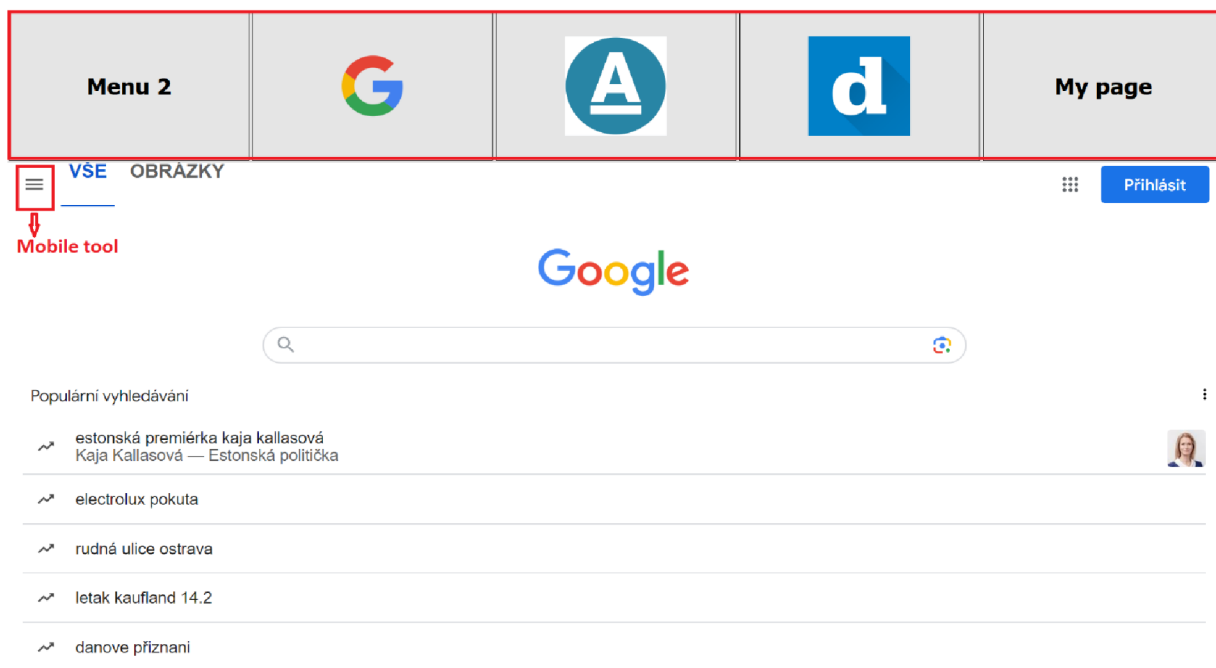 Menu 2
G
A
d
My page
VŠE OBRÁZKY
Přihlásit
Mobile tool
Google
Populární vyhledávání
estonská premiérka kaja kallasová
Kaja Kallasová — Estonská politička
electrolux pokuta
rudná ulice ostrava
letak kaufland 14.2
danove přiznani